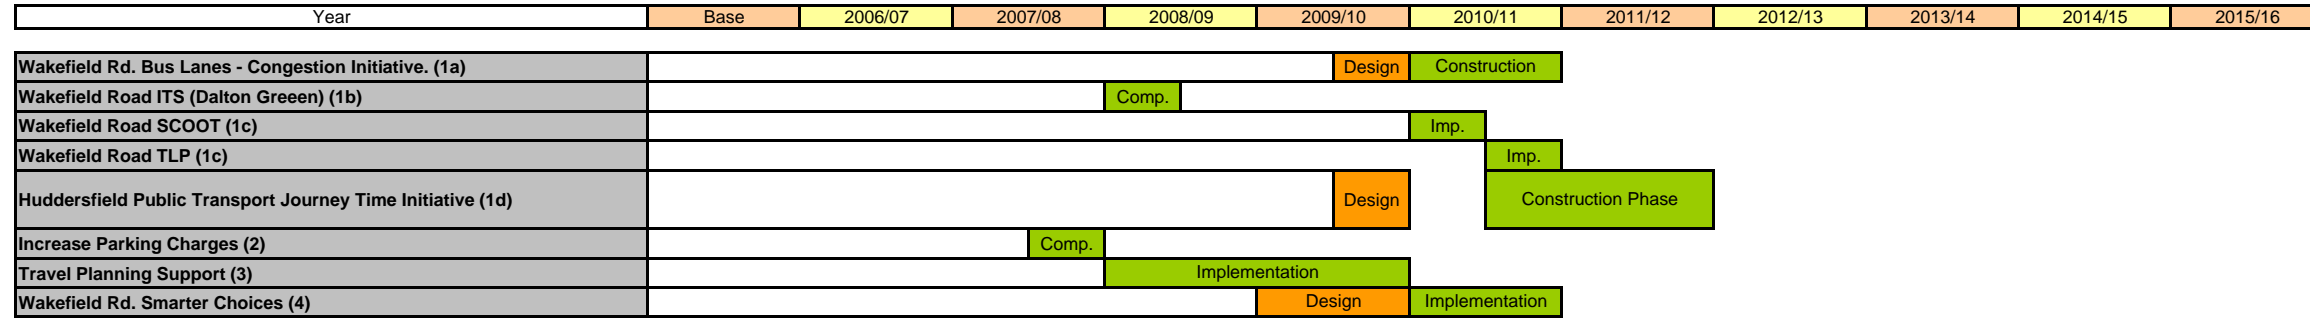 Year Base 2006/07 2007/08 2008/09 2009/10 2010/11 2011/12 2012/13 2013/14 2014/15 2015/16
Wakefield Rd. Bus Lanes - Congestion Initiative. (1a) Design Construction
Wakefield Road ITS (Dalton Greeen) (1b) Comp.
Wakefield Road SCOOT (1c) Imp.
Wakefield Road TLP (1c) Imp.
Huddersfield Public Transport Journey Time Initiative (1d) Design Construction Phase
Increase Parking Charges (2) Comp.
Travel Planning Support (3) Implementation
Wakefield Rd. Smarter Choices (4) Design Implementation